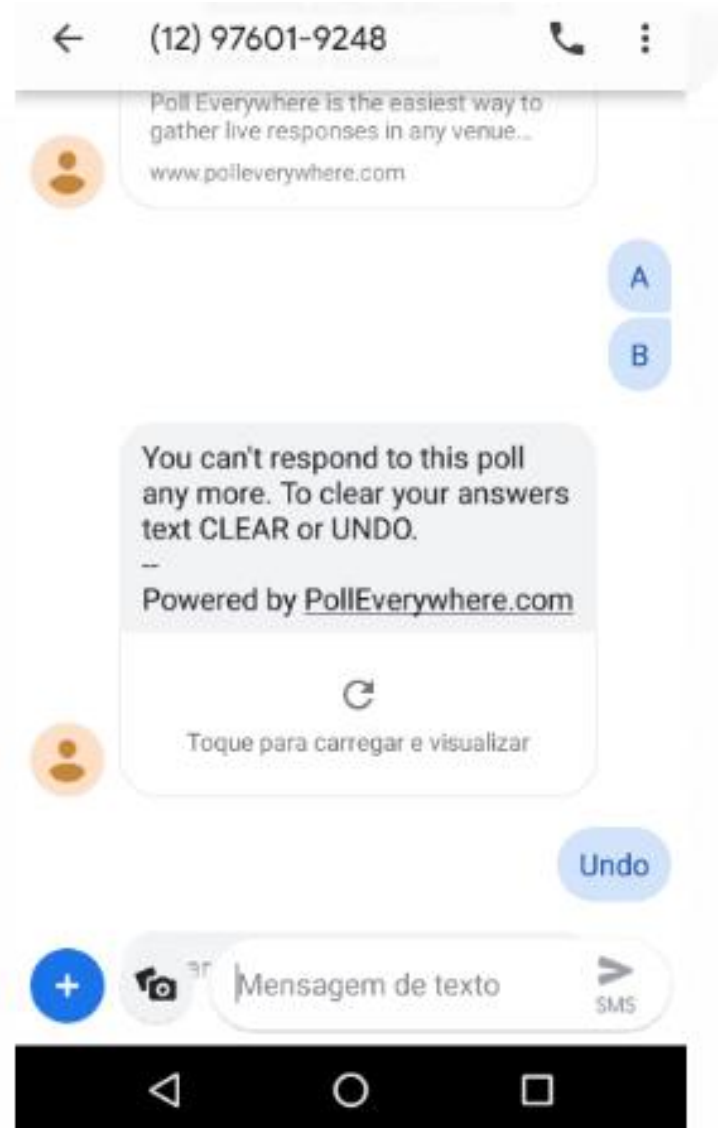 (12) 97601-9248
Poll Everywhere is the easiest way to
gather live responses in any venue...
www.polleverywhere.com
A
B
You can't respond to this poll
any more. To clear your answers
text CLEAR or UNDO.
--
Powered by PollEverywhere.com
Toque para carregar e visualizar
Undo
Mensagem de texto
SMS